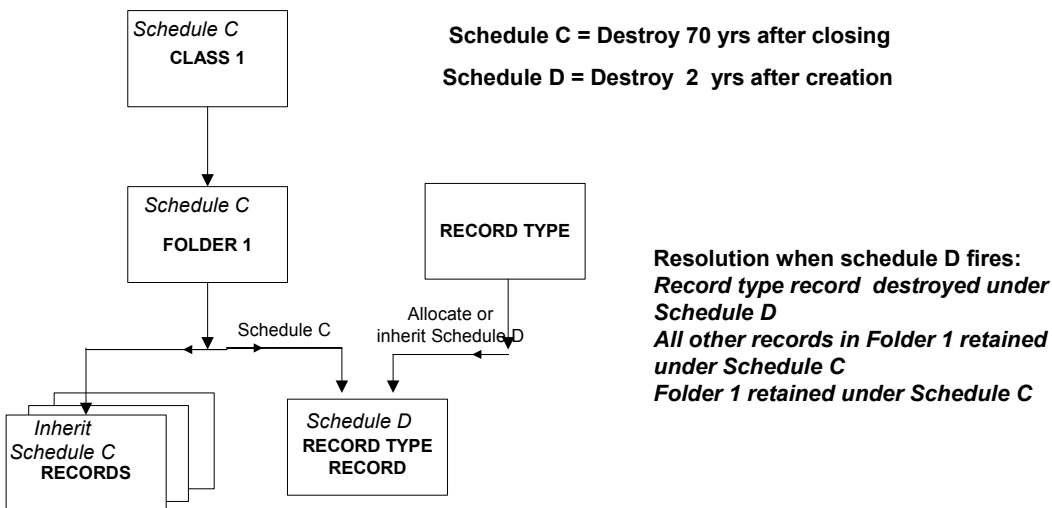 Schedule C
CLASS 1
Schedule C = Destroy 70 yrs after closing
Schedule D = Destroy 2 yrs after creation
Schedule C
FOLDER 1
RECORD TYPE
Schedule C
Allocate or
inherit Schedule D
Inherit
Schedule C
RECORDS
Schedule D
RECORD TYPE
RECORD
Resolution when schedule D fires:
Record type record destroyed under
Schedule D
All other records in Folder 1 retained
under Schedule C
Folder 1 retained under Schedule C